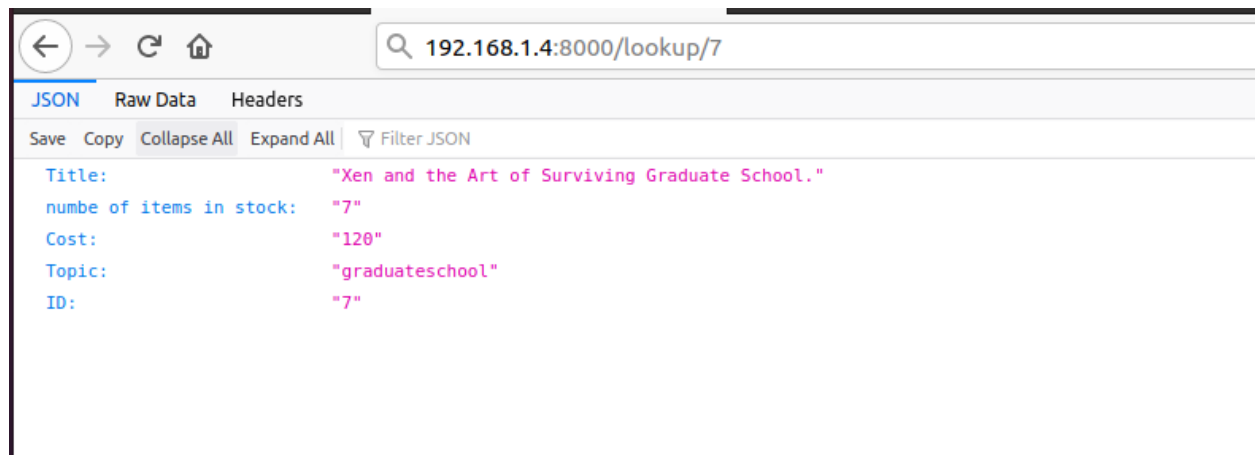 192.168.1.4:8000/lookup/7
JSON Raw Data Headers
Save Copy Collapse All Expand All Filter JSON
Title: "Xen and the Art of Surviving Graduate School."
numbe of items in stock: "7"
Cost: "120"
Topic: "graduateschool"
ID: "7"